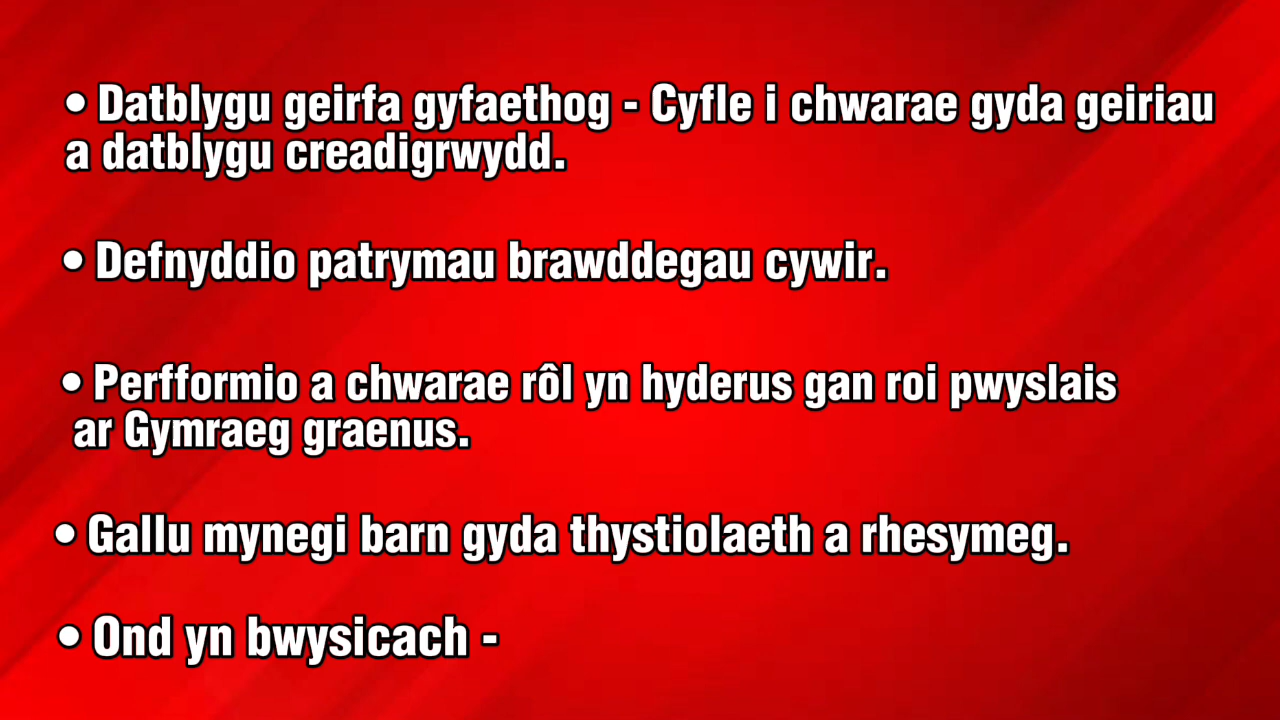 • Datblygu geirfa gyfaethog - Cyfle i chwarae gyda geiriau
a datblygu creadigrwydd.
• Defnyddio patrymau brawddegau cywir.
• Perfformio a chwarae rôl yn hyderus gan roi pwyslais
ar Gymraeg graenus.
• Gallu mynegi barn gyda thystiolaeth a rhesymeg.
• Ond yn bwysicach -